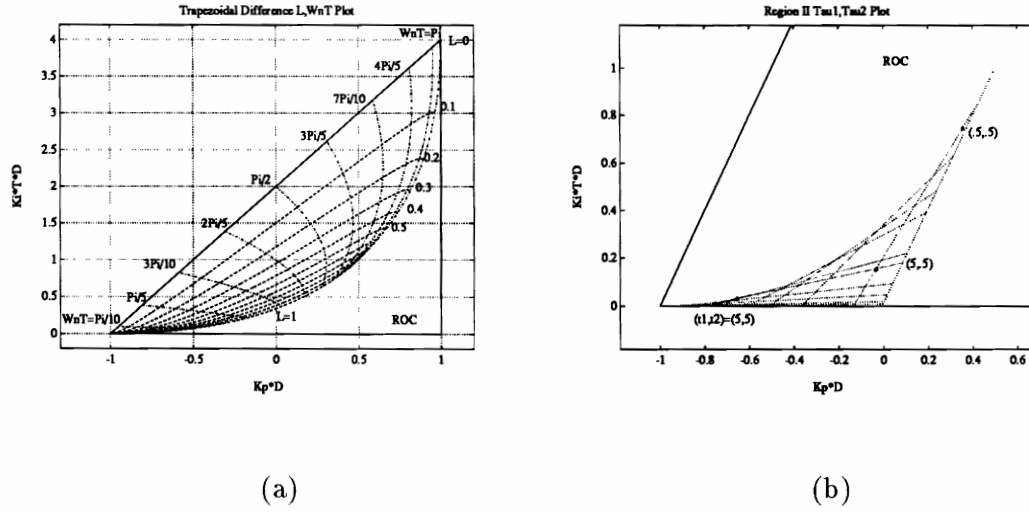 Trapezoidal Difference L,WnT Plot
WnT=Pi
L=0
4Pi/5
7Pi/10
0.1
3Pi/5
0.2
Pi/2
0.3
0.4
2Pi/5
0.5
3Pi/10
Pi/5
WnT=Pi/10
L=1
ROC
4
3.5
3
2.5
2
1.5
1
0.5
0
-1
-0.5
0
0.5
1
Ki*T*D
Kp*D
(a)
Region II Tau1,Tau2 Plot
ROC
(.5,.5)
(5,.5)
(t1,t2)=(5,5)
1
0.8
0.6
0.4
0.2
0
-1
-0.8
-0.6
-0.4
-0.2
0
0.2
0.4
0.6
Ki*T*D
Kp*D
(b)